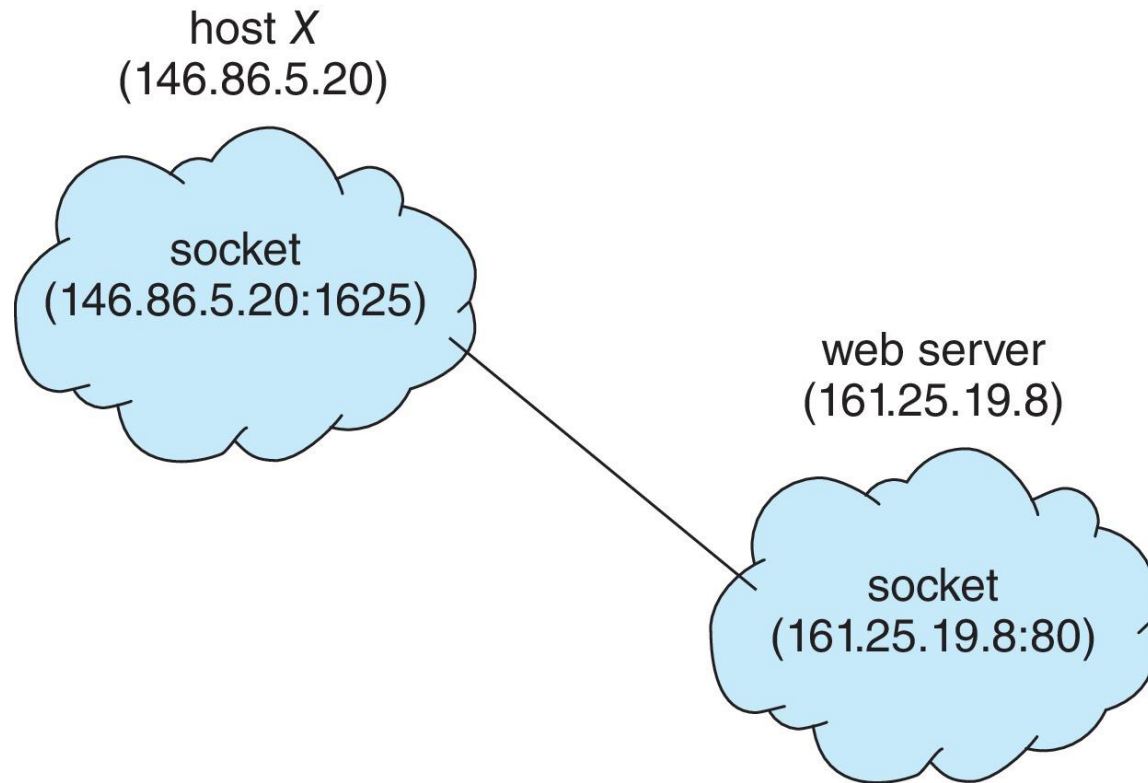 host X
(146.86.5.20)
socket
(146.86.5.20:1625)
web server
(161.25.19.8)
socket
(161.25.19.8:80)